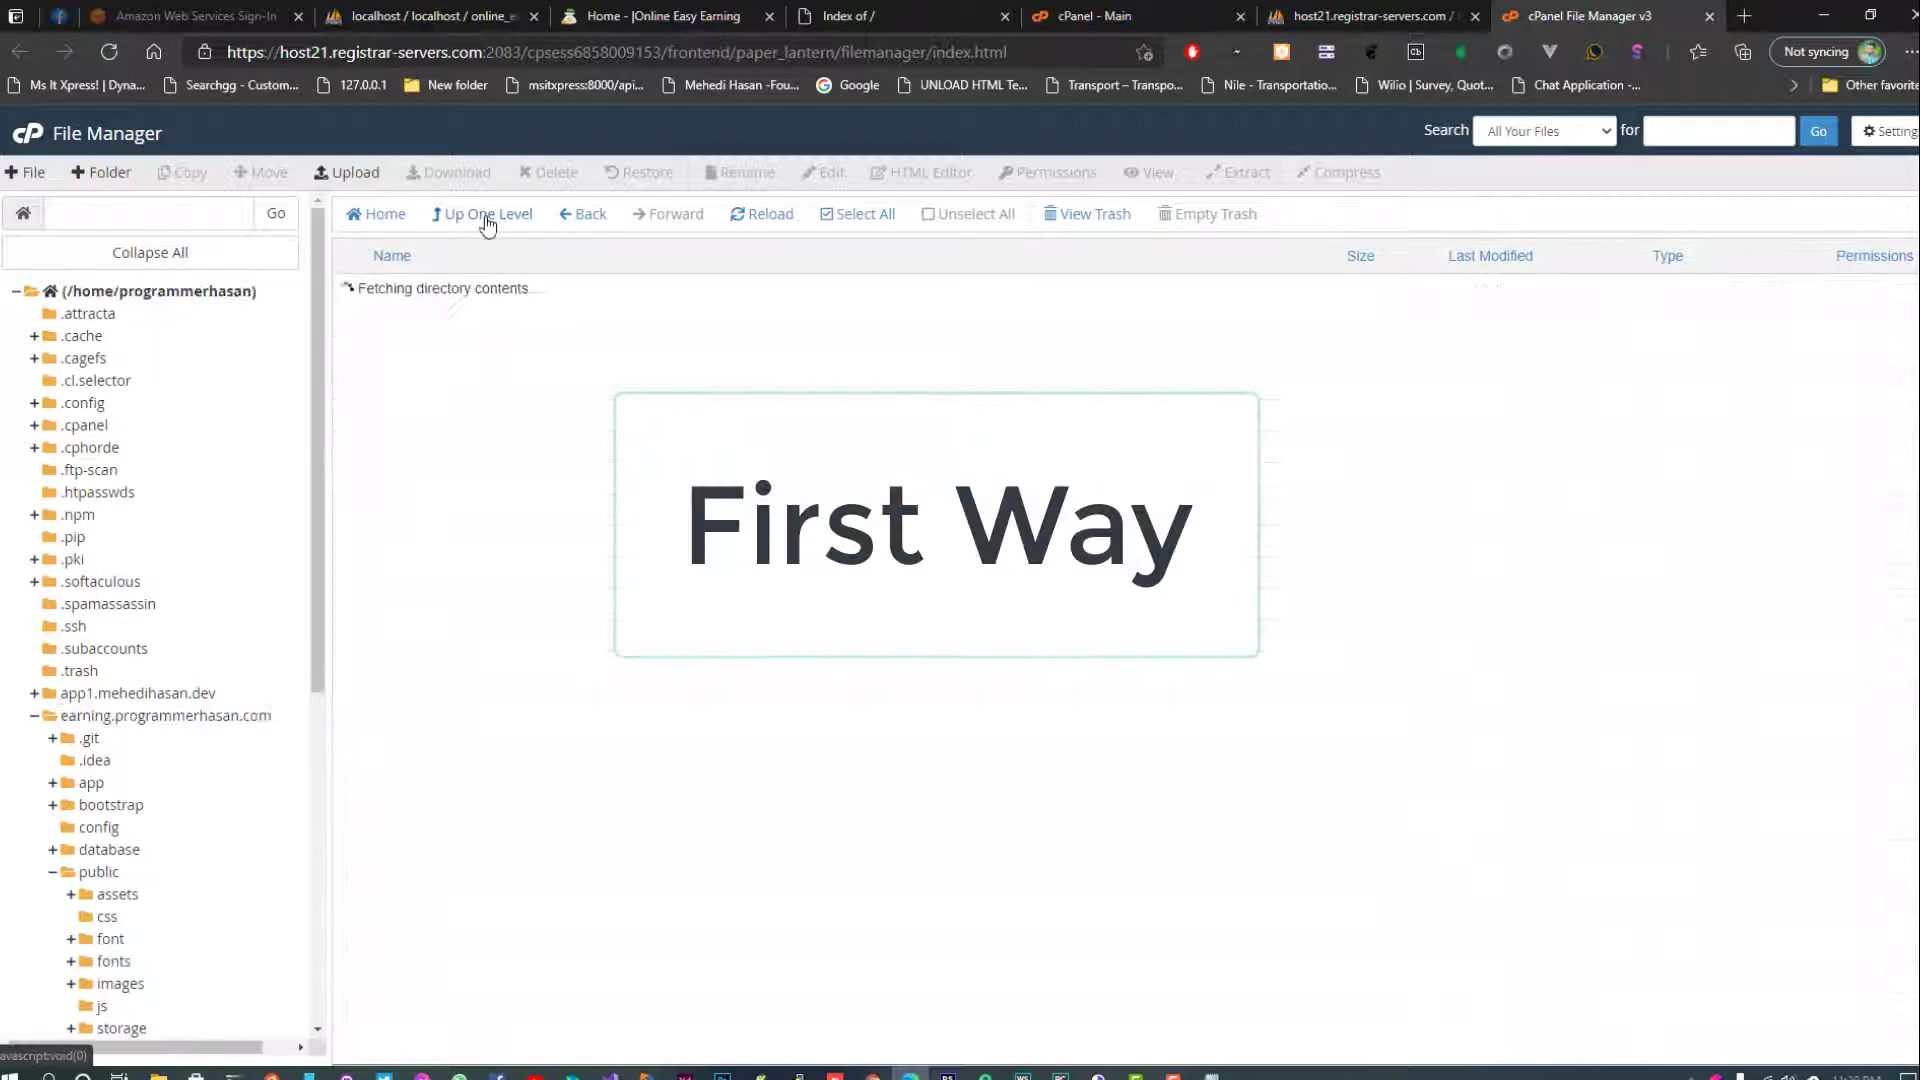 Amazon Web Services Sign-In
localhost / localhost / online_e
Home - |Online Easy Earning
Index of /
cPanel - Main
host21.registrar-servers.com /
cPanel File Manager v3
https://host21.registrar-servers.com:2083/cpsess6858009153/frontend/paper_lantern/filemanager/index.html
Not syncing
Ms It Xpress! | Dyna...
Searchgg - Custom...
127.0.0.1
New folder
msitxpress:8000/api...
Mehedi Hasan -Fou...
Google
UNLOAD HTML Te...
Transport – Transpo...
Nile - Transportatio...
Wilio | Survey, Quot...
Chat Application -...
Other favorite
cP File Manager
Search
All Your Files
for
Go
Setting
+ File
+ Folder
Copy
Move
Upload
Download
Delete
Restore
Rename
Edit
HTML Editor
Permissions
View
Extract
Compress
Go
Home
Up One Level
Back
Forward
Reload
Select All
Unselect All
View Trash
Empty Trash
Collapse All
Name
Size
Last Modified
Type
Permissions
Fetching directory contents
(/home/programmerhasan)
.attracta
.cache
.cagefs
.cl.selector
.config
.cpanel
.cphorde
.ftp-scan
.htpasswds
.npm
.pip
.pki
.softaculous
.spamassassin
.ssh
.subaccounts
.trash
app1.mehedihasan.dev
earning.programmerhasan.com
.git
.idea
app
bootstrap
config
database
public
assets
css
font
fonts
images
js
storage
First Way
avascript:void(0)